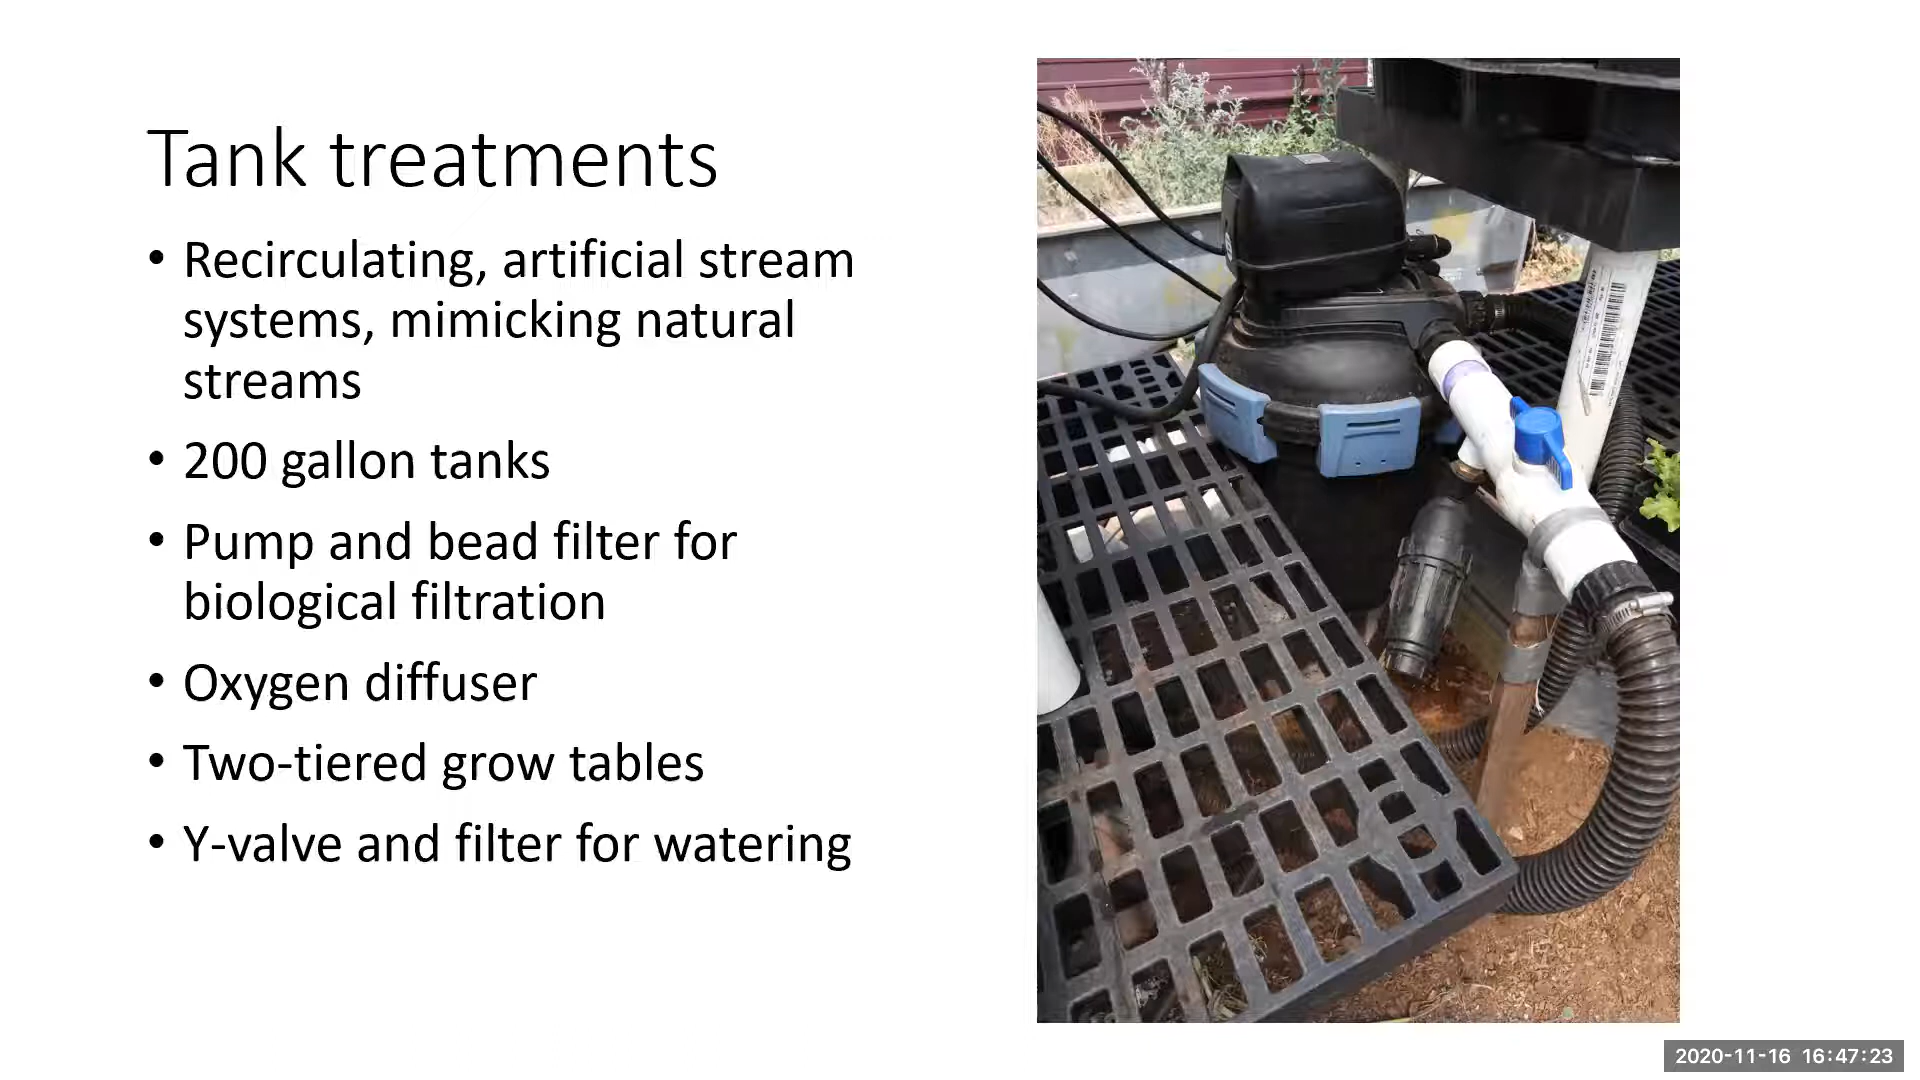 Tank treatments
• Recirculating, artificial stream
systems, mimicking natural
streams
• 200 gallon tanks
• Pump and bead filter for
biological filtration
• Oxygen diffuser
• Two-tiered grow tables
• Y-valve and filter for watering
2020-11-16 16:47:23